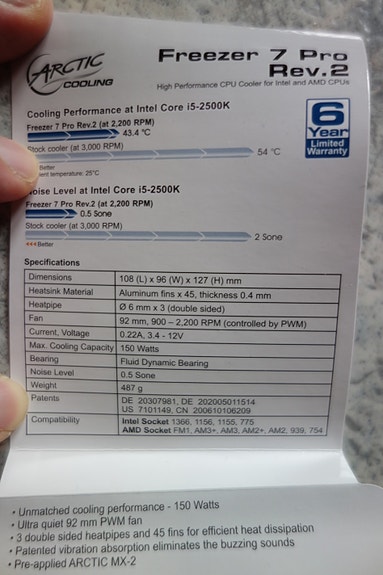 ARCTIC
COOLING
Freezer 7 Pro
Rev.2
High Performance CPU Cooler for Intel and AMD CPUs
Cooling Performance at Intel Core i5-2500K
Freezer 7 Pro Rev.2 (at 2,200 RPM)
43.4 °C
Stock cooler (at 3,000 RPM)
54 °C
Better
temperature: 25°C
6
Year
Limited
Warranty
Noise Level at Intel Core i5-2500K
Freezer 7 Pro Rev.2 (at 2,200 RPM)
0.5 Sone
Stock cooler (at 3,000 RPM)
2 Sone
<<<Better
Specifications
Dimensions 108 (L) x 96 (W) x 127 (H) mm
Heatsink Material Aluminum fins x 45, thickness 0.4 mm
Heatpipe Ø 6 mm x 3 (double sided)
Fan 92 mm, 900 – 2,200 RPM (controlled by PWM)
Current, Voltage 0.22A, 3.4 - 12V
Max. Cooling Capacity 150 Watts
Bearing Fluid Dynamic Bearing
Noise Level 0.5 Sone
Weight 487 g
Patents DE 20307981, DE 202005011514
US 7101149, CN 200610106209
Compatibility Intel Socket 1366, 1156, 1155, 775
AMD Socket FM1, AM3+, AM3, AM2+, AM2, 939, 754
• Unmatched cooling performance - 150 Watts
• Ultra quiet 92 mm PWM fan
• 3 double sided heatpipes and 45 fins for efficient heat dissipation
• Patented vibration absorption eliminates the buzzing sounds
• Pre-applied ARCTIC MX-2